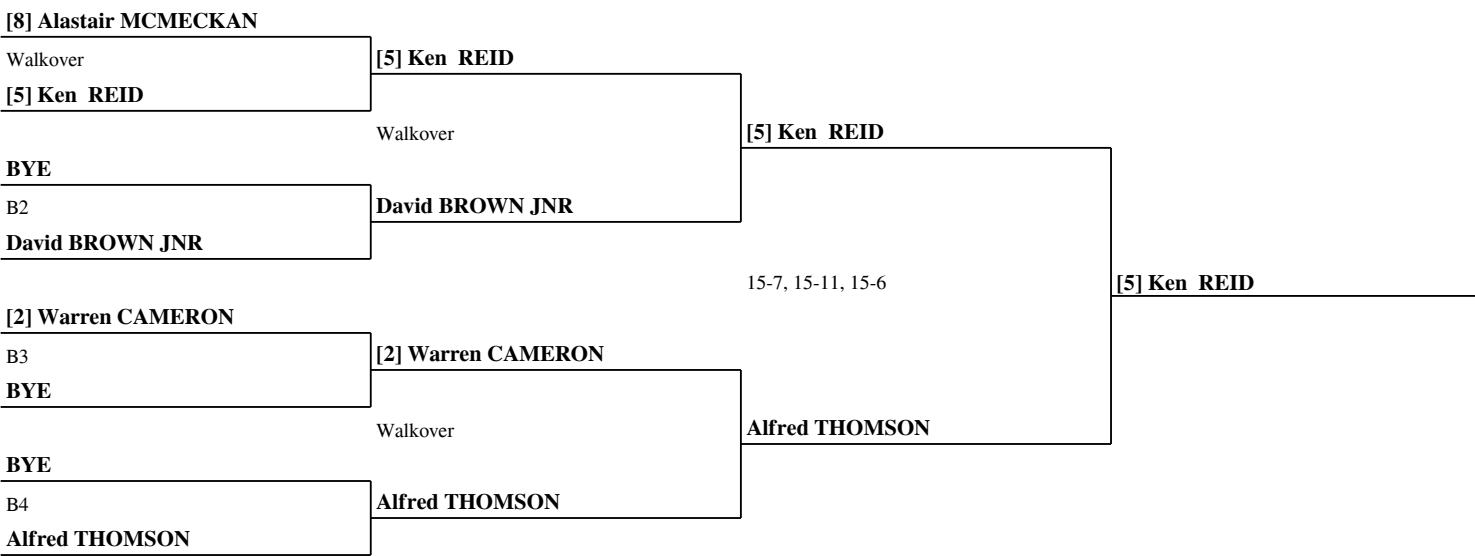 [8] Alastair MCMECKAN
Walkover
[5] Ken  REID
[5] Ken  REID
Walkover
[5] Ken  REID
BYE
B2
David BROWN JNR
David BROWN JNR
15-7, 15-11, 15-6
[5] Ken  REID
[2] Warren CAMERON
B3
[2] Warren CAMERON
BYE
Walkover
Alfred THOMSON
BYE
B4
Alfred THOMSON
Alfred THOMSON